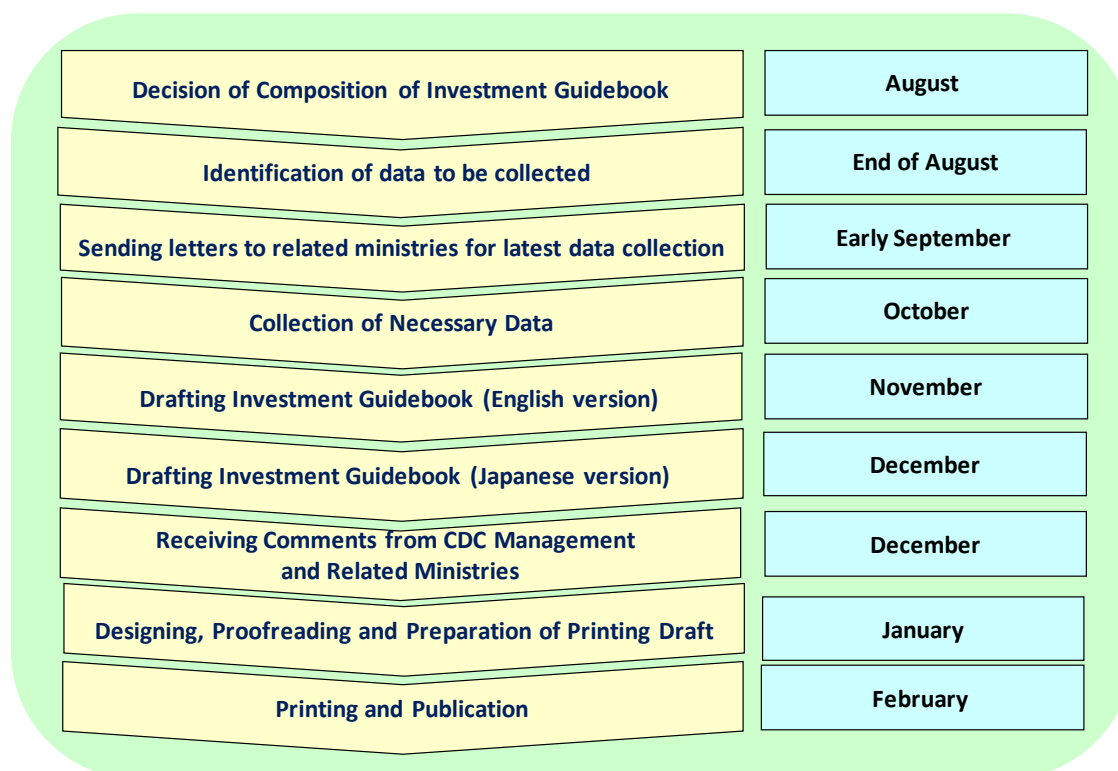 Decision of Composition of Investment Guidebook
August
Identification of data to be collected
End of August
Sending letters to related ministries for latest data collection
Early September
Collection of Necessary Data
October
Drafting Investment Guidebook (English version)
November
Drafting Investment Guidebook (Japanese version)
December
Receiving Comments from CDC Management
and Related Ministries
December
Designing, Proofreading and Preparation of Printing Draft
January
Printing and Publication
February